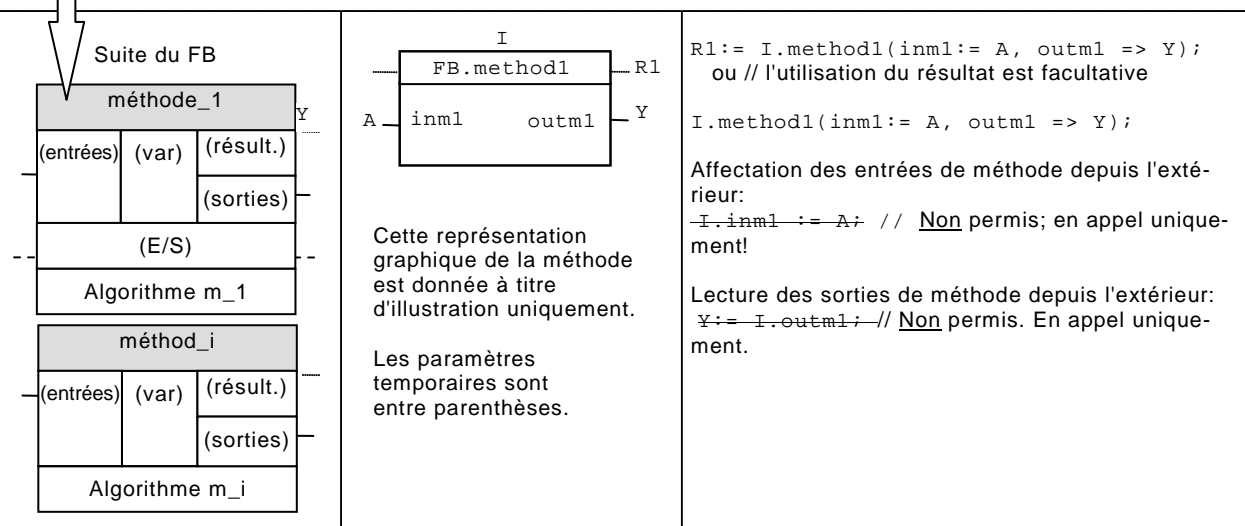 Suite du FB
méthode_1
Y
(entrées) (var) (résult.)
(sorties)
(E/S)
Algorithme m_1
méthod_i
(entrées) (var) (résult.)
(sorties)
Algorithme m_i
I
FB.method1 R1
A inm1 outm1 Y
Cette représentation
graphique de la méthode
est donnée à titre
d'illustration uniquement.
Les paramètres
temporaires sont
entre parenthèses.
R1:= I.method1(inm1:= A, outm1 => Y);
ou // l'utilisation du résultat est facultative
I.method1(inm1:= A, outm1 => Y);
Affectation des entrées de méthode depuis l'exté-
rieur:
I.inm1 := A; // Non permis; en appel unique-
ment!
Lecture des sorties de méthode depuis l'extérieur:
Y:= I.outm1; // Non permis. En appel unique-
ment.